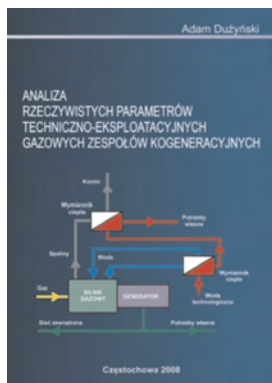 Adam Dużyński
ANALIZA
RZECZYWISTYCH PARAMETRÓW
TECHNICZNO-EKSPLOATACYJNYCH
GAZOWYCH ZESPOŁÓW KOGENERACYJNYCH
Komin
Wymiennik
ciepła
Potrzeby
własne
Spaliny
Woda
Wymiennik
ciepła
Gaz
SILNIK
GAZOWY
GENERATOR
Woda
technologiczna
Sieć zewnętrzna
Potrzeby własne
Częstochowa 2008